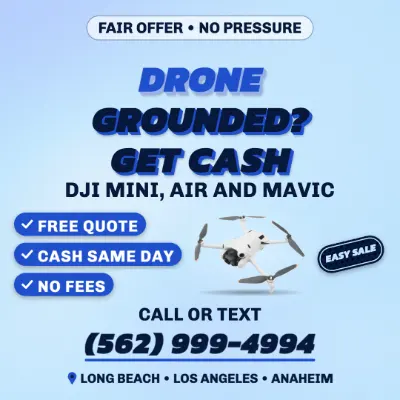 FAIR OFFER • NO PRESSURE
DRONE
GROUNDED?
GET CASH
DJI MINI, AIR AND MAVIC
FREE QUOTE
CASH SAME DAY
NO FEES
EASY SALE
CALL OR TEXT
(562) 999-4994
LONG BEACH • LOS ANGELES • ANAHEIM